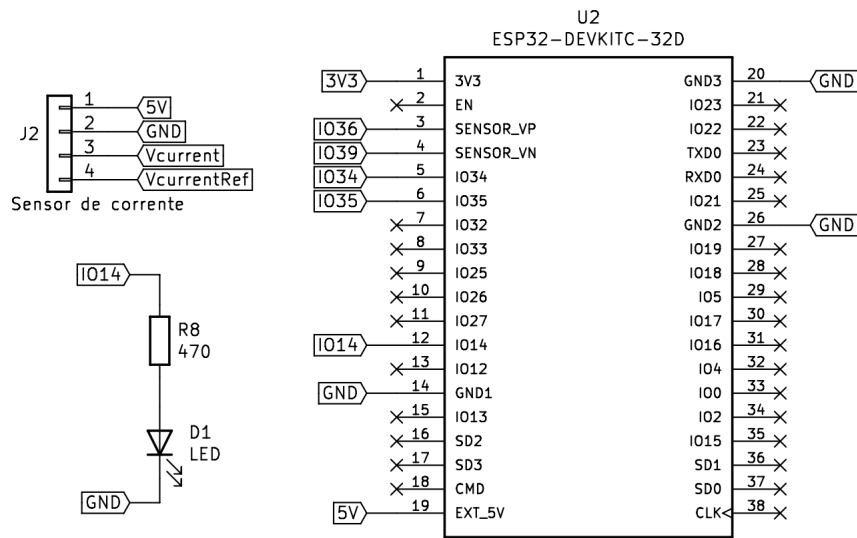 U2
ESP32-DEVKITC-32D
J2
1 5V
2 GND
3 Vcurrent
4 VcurrentRef
Sensor de corrente
IO14
R8
470
D1
LED
GND
3V3 1 3V3 GND3 20 GND
2 EN IO23 21
IO36 3 SENSOR_VP IO22 22
IO39 4 SENSOR_VN TXD0 23
IO34 5 IO34 RXD0 24
IO35 6 IO35 IO21 25
7 IO32 GND2 26 GND
8 IO33 IO19 27
9 IO25 IO18 28
10 IO26 IO5 29
11 IO27 IO17 30
IO14 12 IO14 IO16 31
13 IO12 IO4 32
GND 14 GND1 IO0 33
15 IO13 IO2 34
16 SD2 IO15 35
17 SD3 SD1 36
18 CMD SD0 37
5V 19 EXT_5V CLK 38